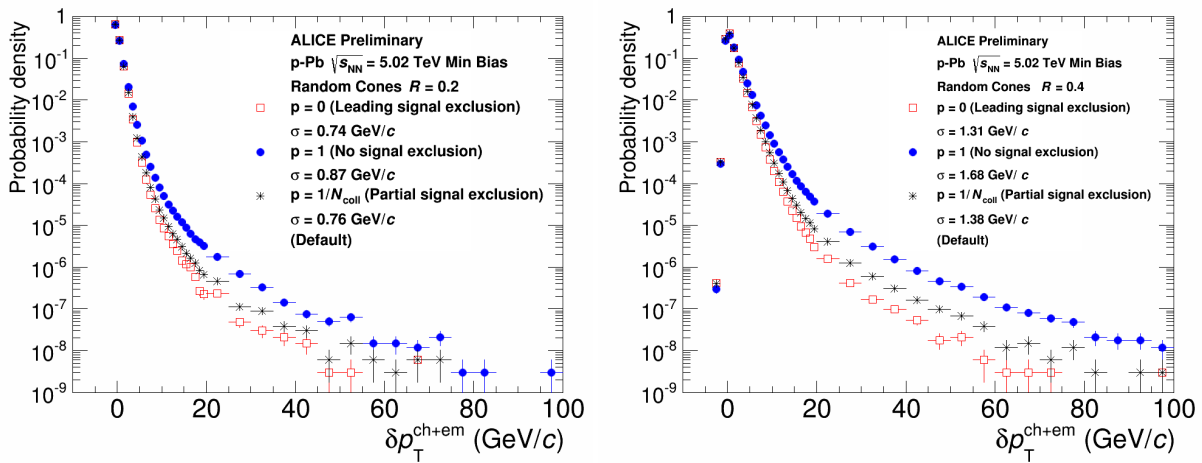 ALICE Preliminary
p-Pb √sNN = 5.02 TeV Min Bias
Random Cones R = 0.2
p = 0 (Leading signal exclusion)
σ = 0.74 GeV/c
p = 1 (No signal exclusion)
σ = 0.87 GeV/c
p = 1/Ncoll (Partial signal exclusion)
σ = 0.76 GeV/c
(Default)
Probability density
1
10⁻¹
10⁻²
10⁻³
10⁻⁴
10⁻⁵
10⁻⁶
10⁻⁷
10⁻⁸
10⁻⁹
0 20 40 60 80 100
δpTch+em (GeV/c)
ALICE Preliminary
p-Pb √sNN = 5.02 TeV Min Bias
Random Cones R = 0.4
p = 0 (Leading signal exclusion)
σ = 1.31 GeV/c
p = 1 (No signal exclusion)
σ = 1.68 GeV/c
p = 1/Ncoll (Partial signal exclusion)
σ = 1.38 GeV/c
(Default)
Probability density
1
10⁻¹
10⁻²
10⁻³
10⁻⁴
10⁻⁵
10⁻⁶
10⁻⁷
10⁻⁸
10⁻⁹
0 20 40 60 80 100
δpTch+em (GeV/c)